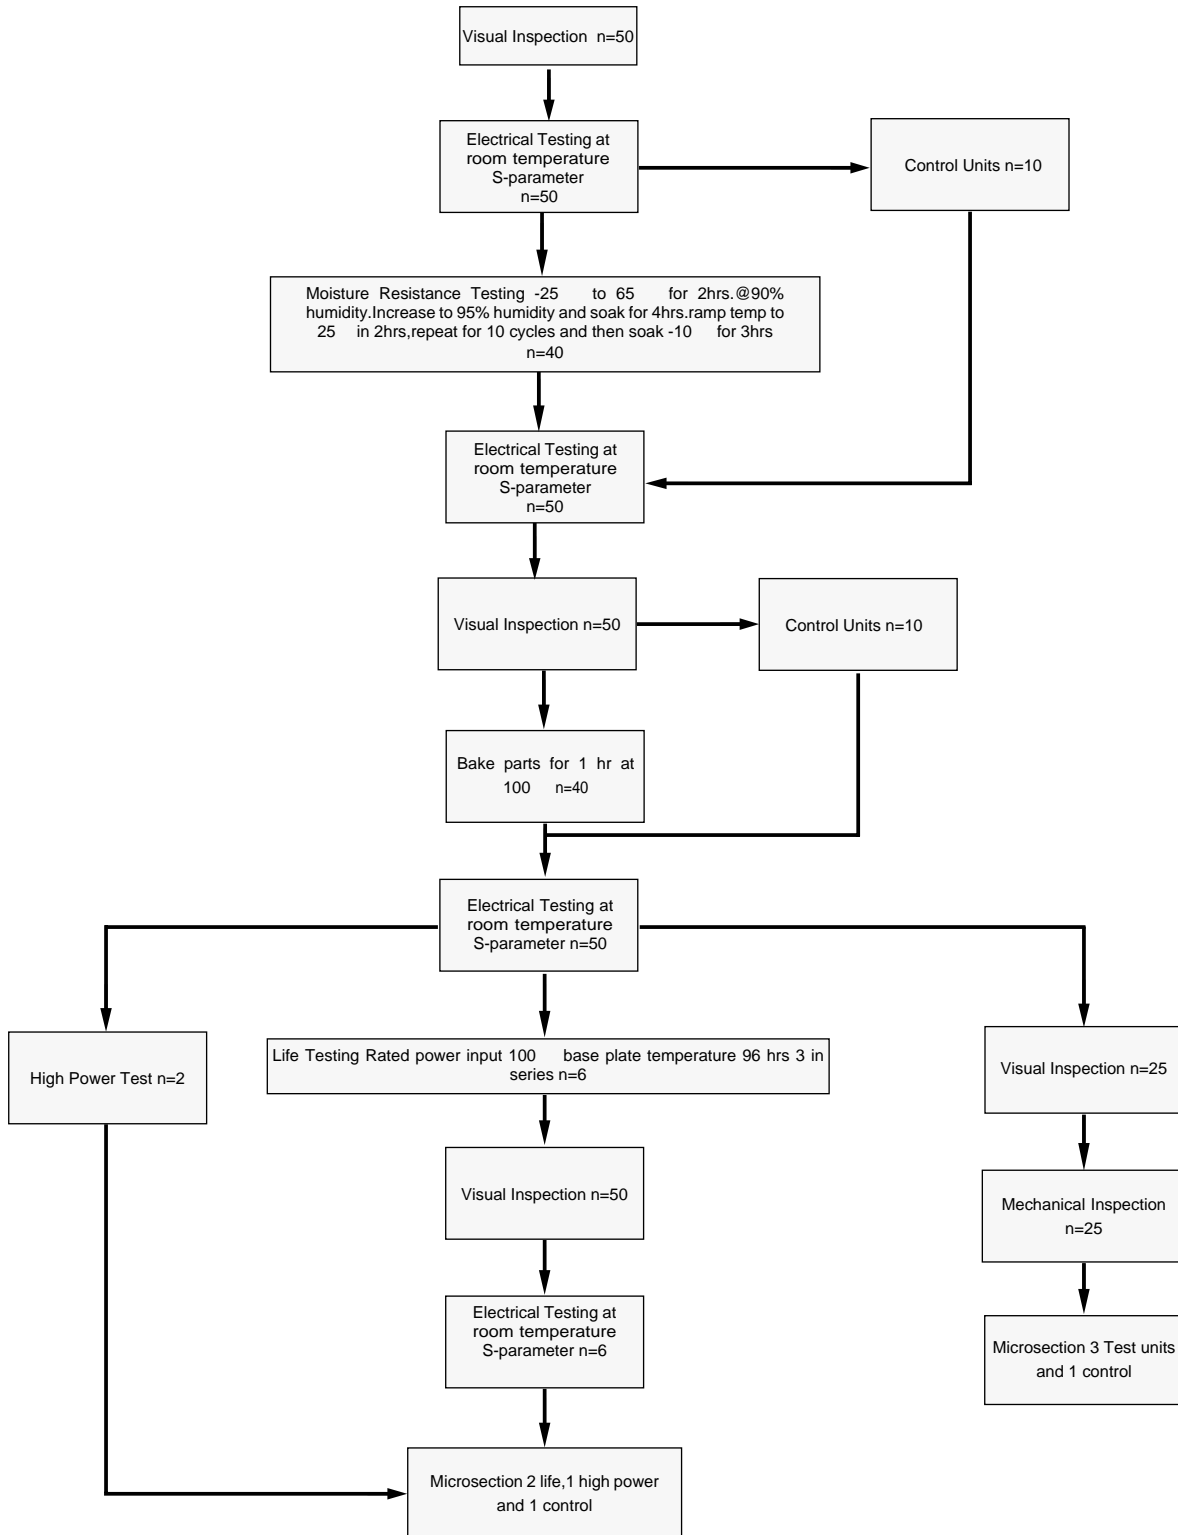 Visual Inspection n=50
Electrical Testing at
room temperature
S-parameter
n=50
Control Units n=10
Moisture Resistance Testing -25 to 65 for 2hrs.@90%
humidity.Increase to 95% humidity and soak for 4hrs.ramp temp to
25 in 2hrs,repeat for 10 cycles and then soak -10 for 3hrs
n=40
Electrical Testing at
room temperature
S-parameter
n=50
Visual Inspection n=50
Control Units n=10
Bake parts for 1 hr at
100 n=40
Electrical Testing at
room temperature
S-parameter n=50
High Power Test n=2
Life Testing Rated power input 100 base plate temperature 96 hrs 3 in
series n=6
Visual Inspection n=25
Visual Inspection n=50
Mechanical Inspection
n=25
Electrical Testing at
room temperature
S-parameter n=6
Microsection 3 Test units
and 1 control
Microsection 2 life,1 high power
and 1 control